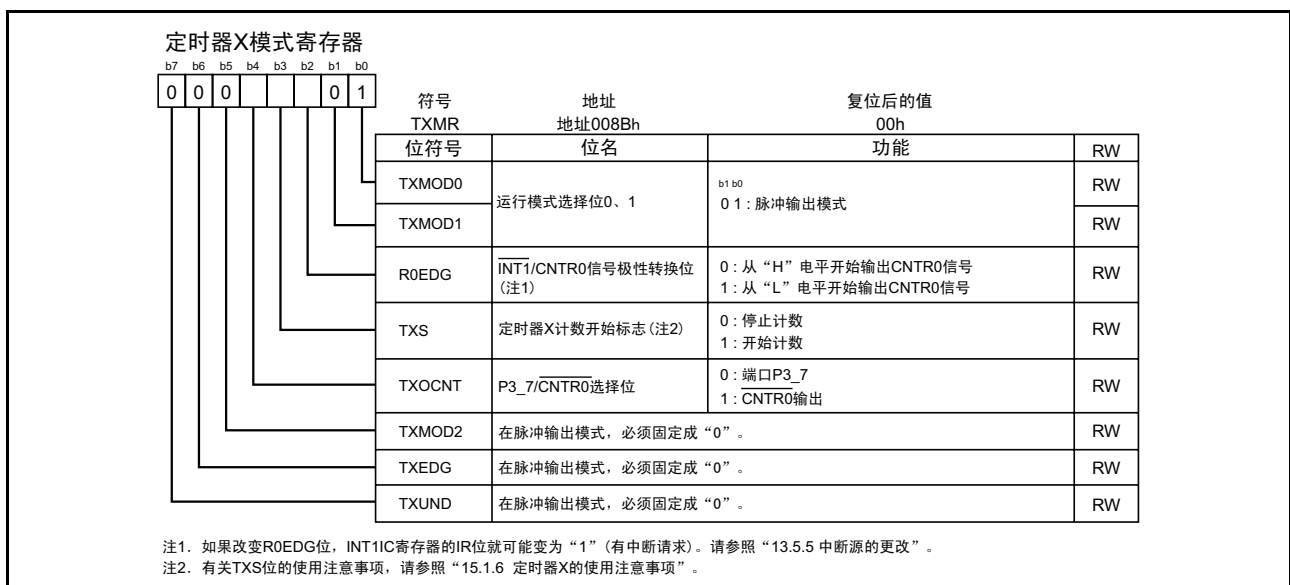 定时器X模式寄存器
b7 b6 b5 b4 b3 b2 b1 b0
0 0 0 0 1
符号 地址 复位后的值
TXMR 地址008Bh 00h
位符号 位名 功能 RW
TXMOD0 运行模式选择位0、1 b1 b0 RW
0 1 : 脉冲输出模式
TXMOD1 RW
R0EDG INT1/CNTR0信号极性转换位 0 : 从“H”电平开始输出CNTR0信号 RW
(注1) 1 : 从“L”电平开始输出CNTR0信号
TXS 定时器X计数开始标志(注2) 0 : 停止计数 RW
1 : 开始计数
TXOCNT P3_7/CNTR0选择位 0 : 端口P3_7 RW
1 : CNTR0输出
TXMOD2 在脉冲输出模式，必须固定成“0”。 RW
TXEDG 在脉冲输出模式，必须固定成“0”。 RW
TXUND 在脉冲输出模式，必须固定成“0”。 RW
注1. 如果改变R0EDG位，INT1IC寄存器的IR位就可能变为“1”(有中断请求)。请参照“13.5.5 中断源的更改”。
注2. 有关TXS位的使用注意事项，请参照“15.1.6 定时器X的使用注意事项”。